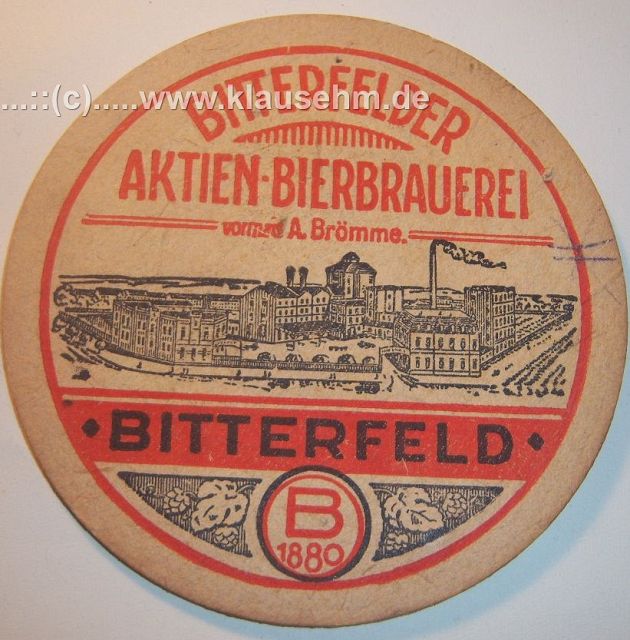 ...::(c).....www.klausehm.de
BITTERFELDER
AKTIEN-BIERBRAUEREI
vormals A. Brömme.
·BITTERFELD·
B
1880